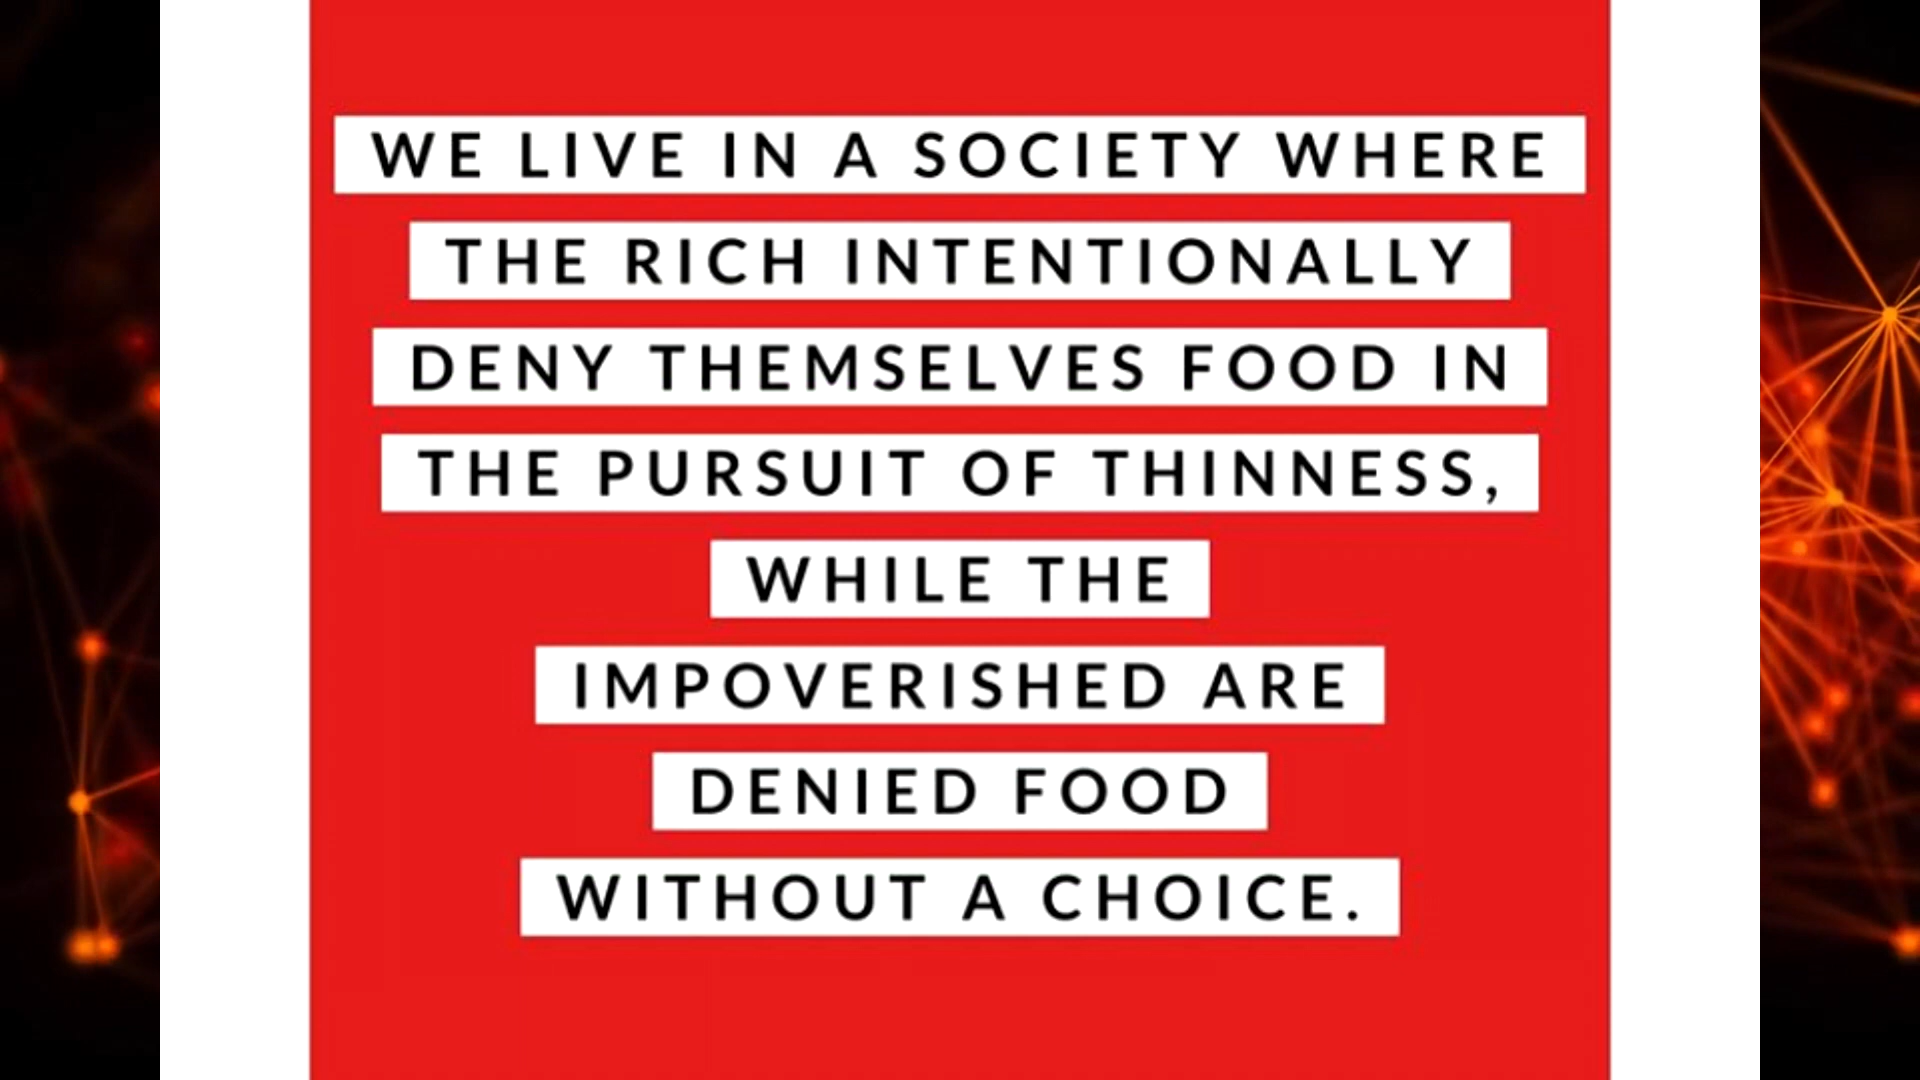 WE LIVE IN A SOCIETY WHERE
THE RICH INTENTIONALLY
DENY THEMSELVES FOOD IN
THE PURSUIT OF THINNESS,
WHILE THE
IMPOVERISHED ARE
DENIED FOOD
WITHOUT A CHOICE.